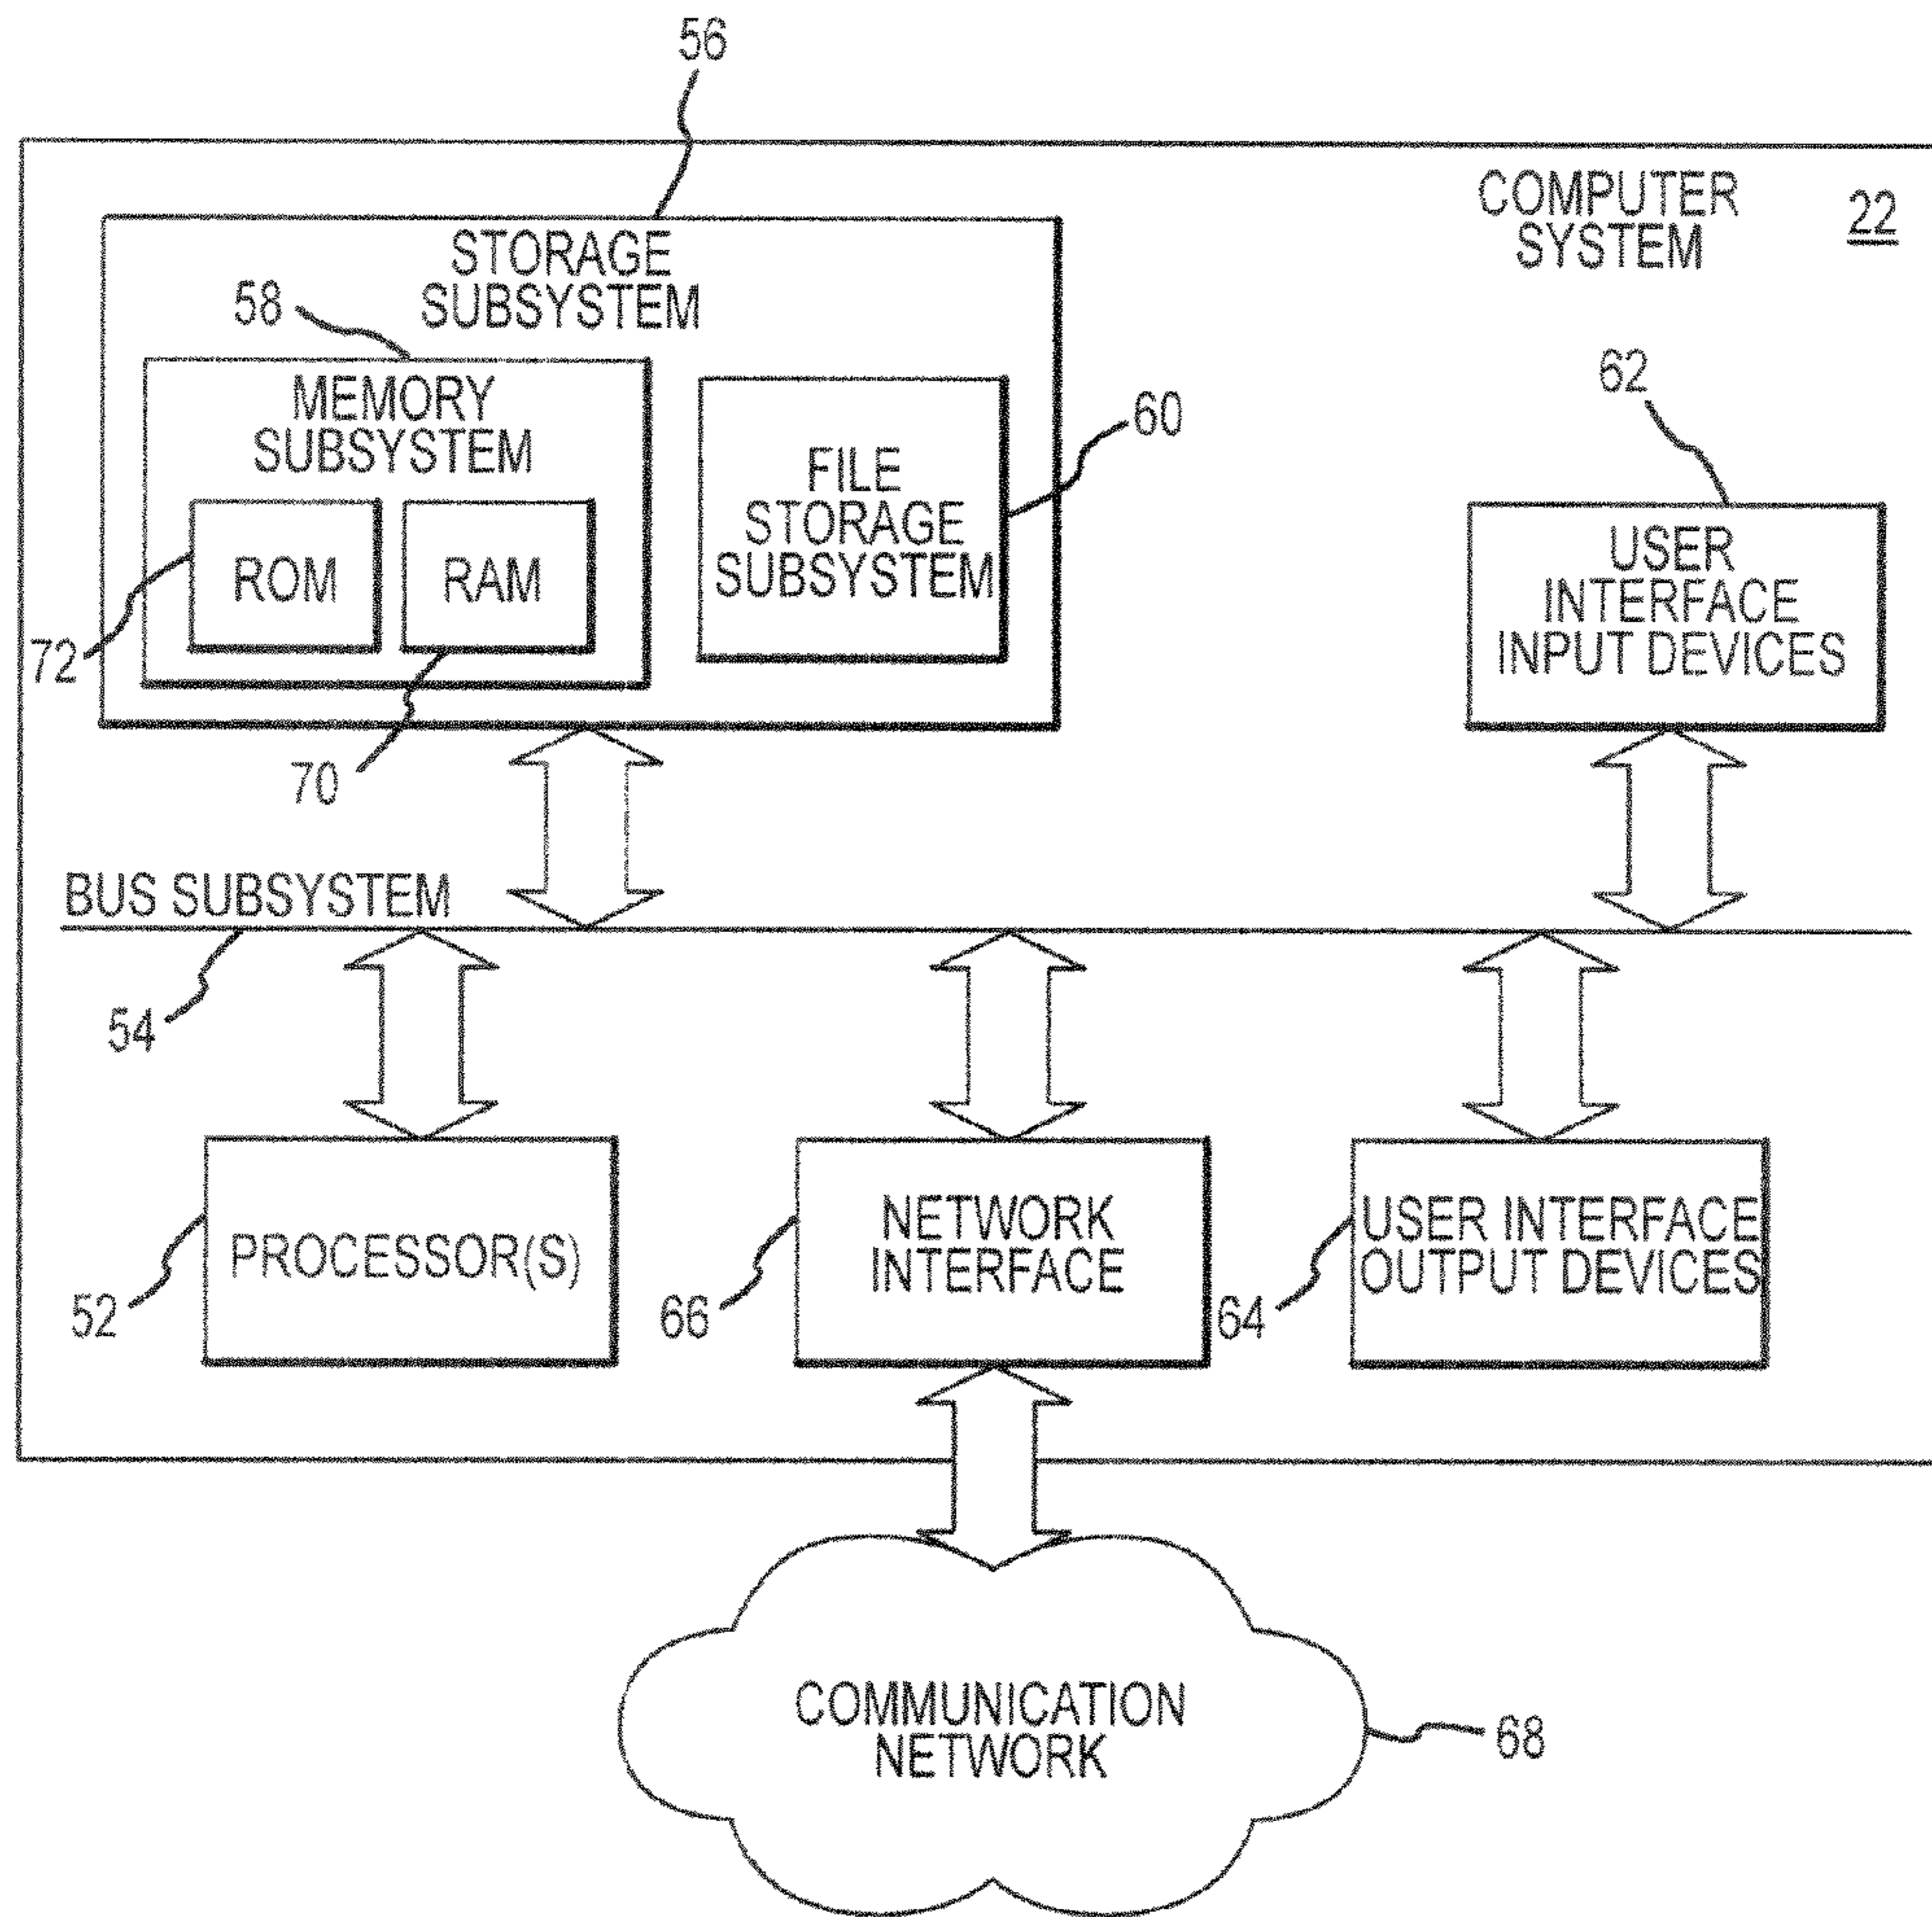 56
COMPUTER
SYSTEM
22
STORAGE
SUBSYSTEM
58
MEMORY
SUBSYSTEM
62
60
FILE
STORAGE
SUBSYSTEM
ROM
RAM
USER
INTERFACE
INPUT DEVICES
72
70
BUS SUBSYSTEM
54
PROCESSOR(S)
NETWORK
INTERFACE
USER INTERFACE
OUTPUT DEVICES
52
66
64
COMMUNICATION
NETWORK
68